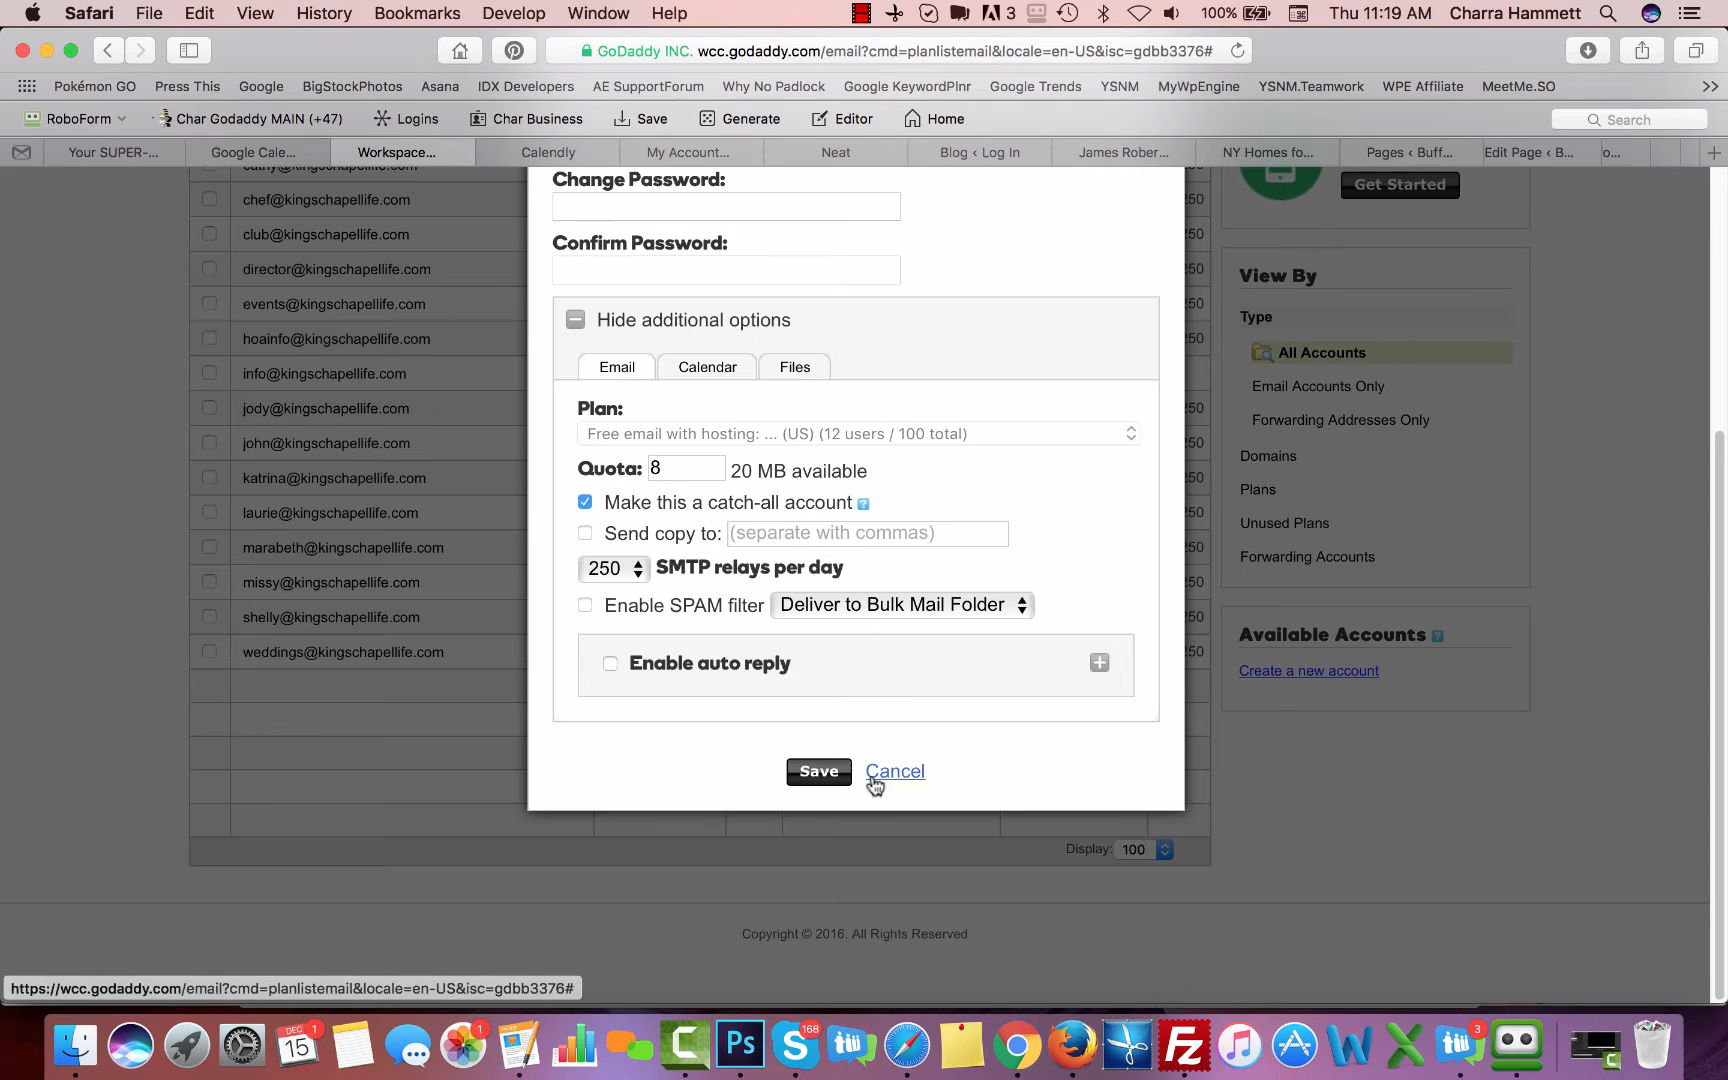 Safari File Edit View History Bookmarks Develop Window Help 3 100% Thu 11:19 AM Charra Hammett
GoDaddy INC. wcc.godaddy.com/email?cmd=planlistemail&locale=en-US&isc=gdbb3376#
Pokémon GO Press This Google BigStockPhotos Asana IDX Developers AE SupportForum Why No Padlock Google KeywordPlnr Google Trends YSNM MyWpEngine YSNM.Teamwork WPE Affiliate MeetMe.SO
RoboForm Char Godaddy MAIN (+47) Logins Char Business Save Generate Editor Home Search
Your SUPER-... Google Cale... Workspace... Calendly My Account... Neat Blog ‹ Log In James Rober... NY Homes fo... Pages ‹ Buff... Edit Page ‹ B... o...
cathy@kingschapellife.com
chef@kingschapellife.com
club@kingschapellife.com
director@kingschapellife.com
events@kingschapellife.com
hoainfo@kingschapellife.com
info@kingschapellife.com
jody@kingschapellife.com
john@kingschapellife.com
katrina@kingschapellife.com
laurie@kingschapellife.com
marabeth@kingschapellife.com
missy@kingschapellife.com
shelly@kingschapellife.com
weddings@kingschapellife.com
Change Password:
Confirm Password:
Hide additional options
Email Calendar Files
Plan:
Free email with hosting: ... (US) (12 users / 100 total)
Quota: 8 20 MB available
Make this a catch-all account ?
Send copy to: (separate with commas)
250 SMTP relays per day
Enable SPAM filter Deliver to Bulk Mail Folder
Enable auto reply
Save Cancel
Display: 100
Get Started
View By
Type
All Accounts
Email Accounts Only
Forwarding Addresses Only
Domains
Plans
Unused Plans
Forwarding Accounts
Available Accounts ?
Create a new account
Copyright © 2016. All Rights Reserved
https://wcc.godaddy.com/email?cmd=planlistemail&locale=en-US&isc=gdbb3376#
DEC 15 1 1 Ps 168 Fz W X 3